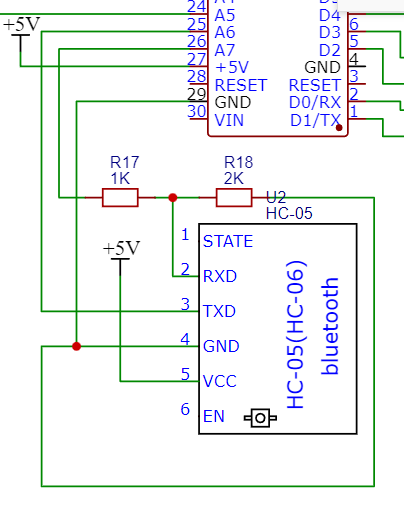 24 A5 D4
+5V
25 A6 D3 6
26 A7 D2 5
27 +5V GND 4
28 RESET RESET 3
29 GND D0/RX 2
30 VIN D1/TX 1
R17 R18
1K 2K
U2
HC-05
1 STATE
+5V
2 RXD
3 TXD
4 GND
5 VCC
6 EN
HC-05(HC-06)
bluetooth